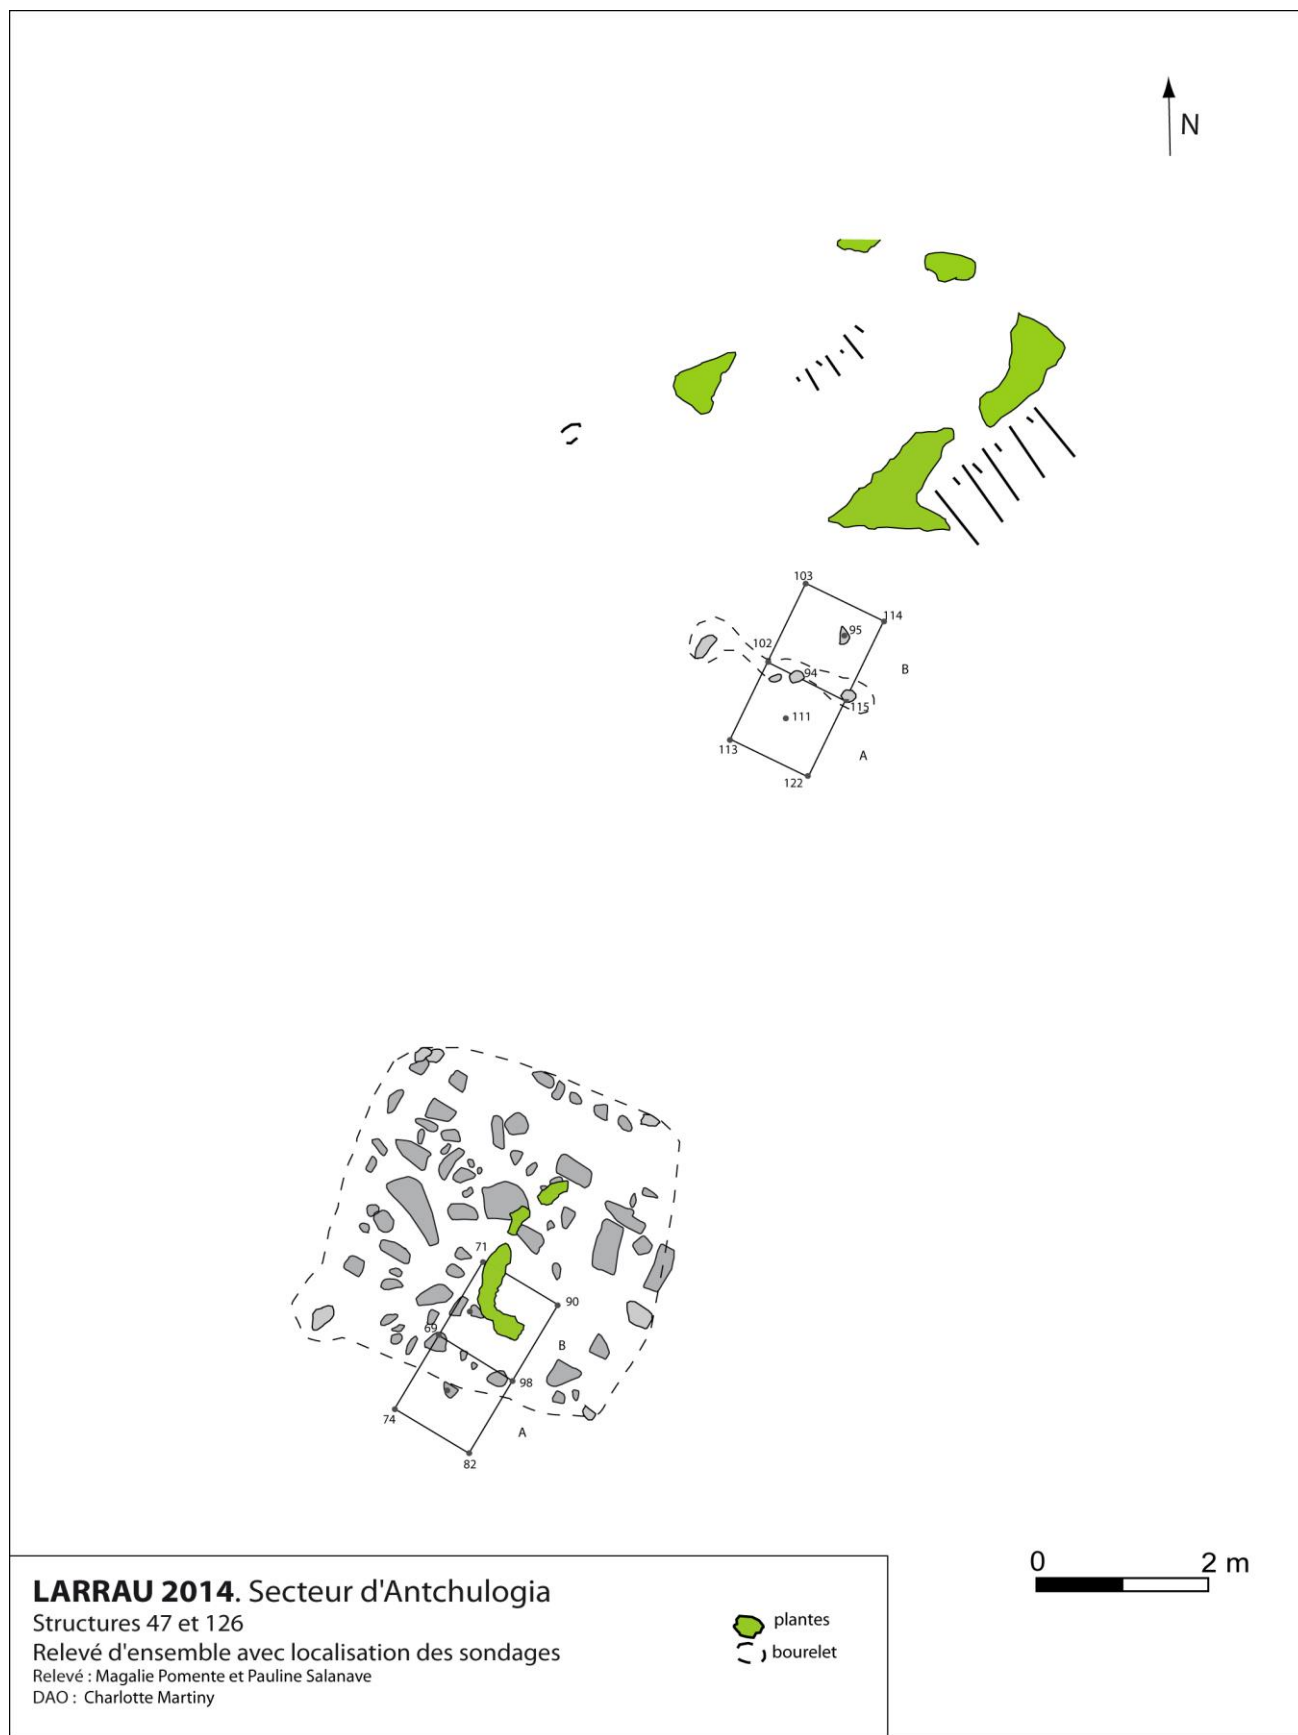 N
103
114
95
102
94
B
115
111
113
A
122
71
90
69
B
98
74
A
82
0 2 m
LARRAU 2014. Secteur d'Antchulogia
Structures 47 et 126
Relevé d'ensemble avec localisation des sondages
Relevé : Magalie Pomente et Pauline Salanave
DAO : Charlotte Martiny
plantes
bourelet